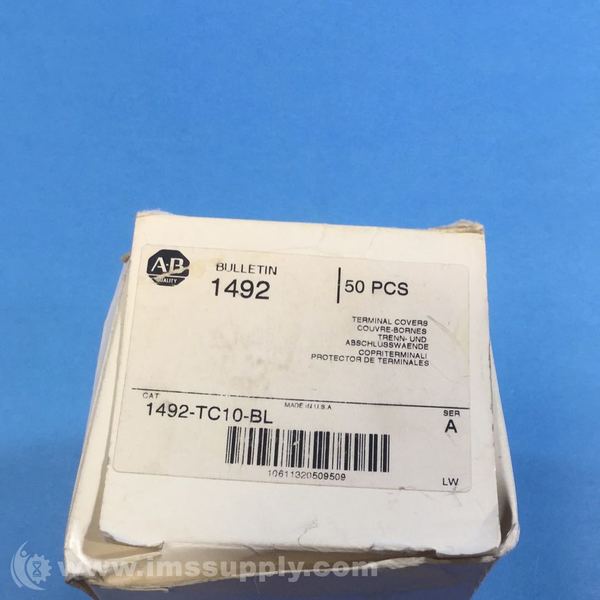 A-B
QUALITY
BULLETIN
1492
50 PCS
TERMINAL COVERS
COUVRE-BORNES
TRENN- UND
ABSCHLUSSWAENDE
COPRITERMINALI
PROTECTOR DE TERMINALES
CAT
1492-TC10-BL
MADE IN U.S.A
SER
A
10611320509509
LW
www.imssupply.com